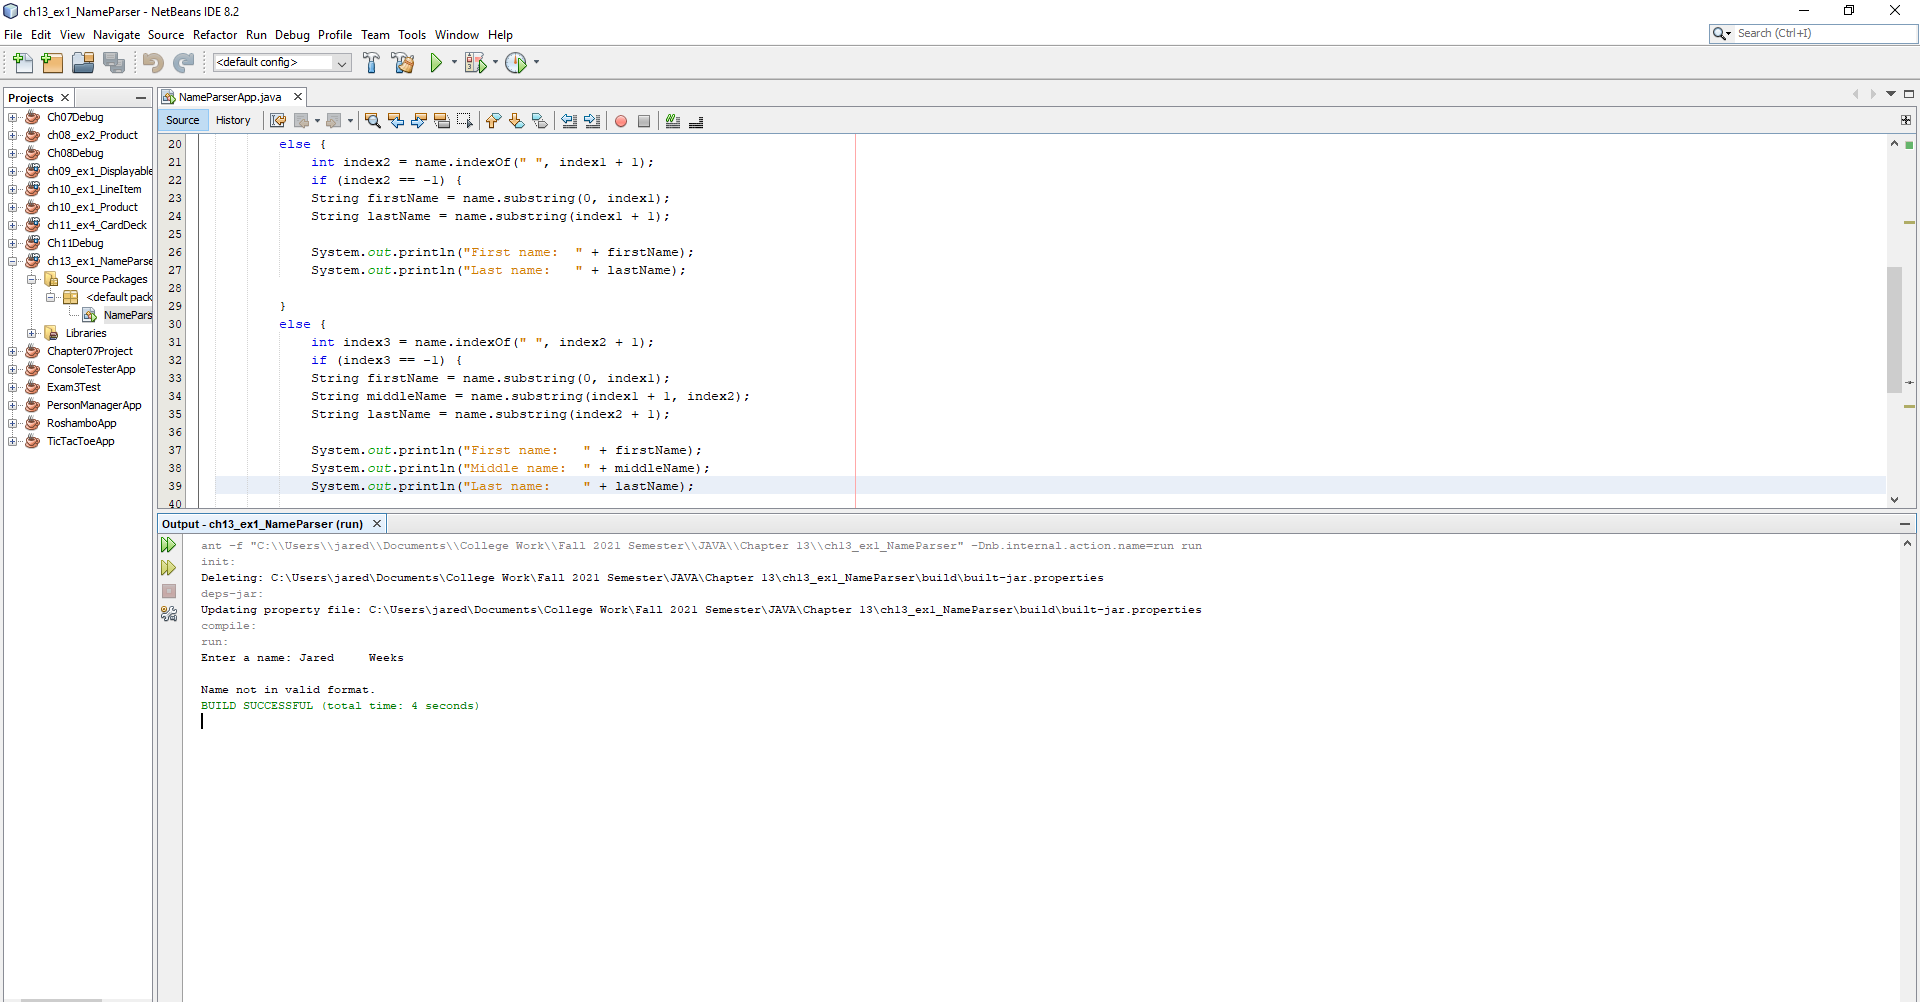 ch13_ex1_NameParser - NetBeans IDE 8.2
File Edit View Navigate Source Refactor Run Debug Profile Team Tools Window Help
Search (Ctrl+I)
<default config>
Projects
NameParserApp.java
Ch07Debug
ch08_ex2_Product
Ch08Debug
ch09_ex1_Displayable
ch10_ex1_LineItem
ch10_ex1_Product
ch11_ex4_CardDeck
Ch11Debug
ch13_ex1_NameParse
Source Packages
<default pack
NamePars
Libraries
Chapter07Project
ConsoleTesterApp
Exam3Test
PersonManagerApp
RoshamboApp
TicTacToeApp
Source History
20 else {
21 int index2 = name.indexOf(" ", index1 + 1);
22 if (index2 == -1) {
23 String firstName = name.substring(0, index1);
24 String lastName = name.substring(index1 + 1);
25
26 System.out.println("First name:  " + firstName);
27 System.out.println("Last name:   " + lastName);
28
29 }
30 else {
31 int index3 = name.indexOf(" ", index2 + 1);
32 if (index3 == -1) {
33 String firstName = name.substring(0, index1);
34 String middleName = name.substring(index1 + 1, index2);
35 String lastName = name.substring(index2 + 1);
36
37 System.out.println("First name:   " + firstName);
38 System.out.println("Middle name:  " + middleName);
39 System.out.println("Last name:    " + lastName);
40
Output - ch13_ex1_NameParser (run)
ant -f "C:\\Users\\jared\\Documents\\College Work\\Fall 2021 Semester\\JAVA\\Chapter 13\\ch13_ex1_NameParser" -Dnb.internal.action.name=run run
init:
Deleting: C:\Users\jared\Documents\College Work\Fall 2021 Semester\JAVA\Chapter 13\ch13_ex1_NameParser\build\built-jar.properties
deps-jar:
Updating property file: C:\Users\jared\Documents\College Work\Fall 2021 Semester\JAVA\Chapter 13\ch13_ex1_NameParser\build\built-jar.properties
compile:
run:
Enter a name: Jared     Weeks
Name not in valid format.
BUILD SUCCESSFUL (total time: 4 seconds)